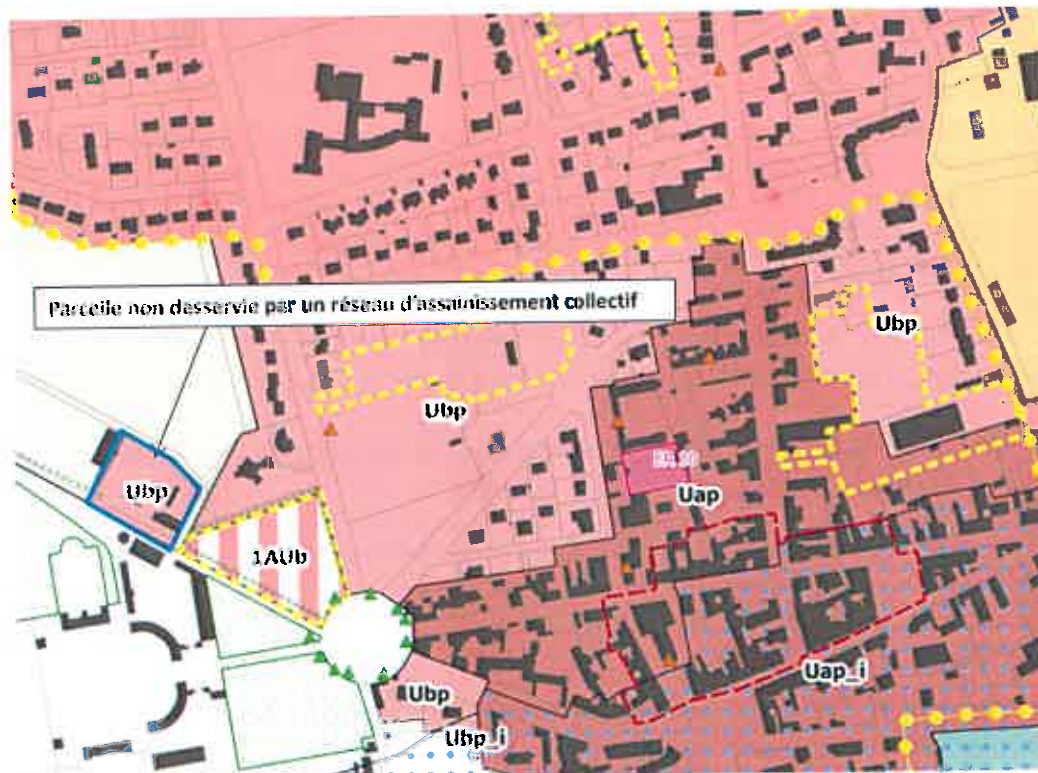 Parcelle non desservie par un réseau d'assainissement collectif
Ubp
Ubp
Ubp
1AUb
Uap
Uap_i
Ubp
Ubp_i